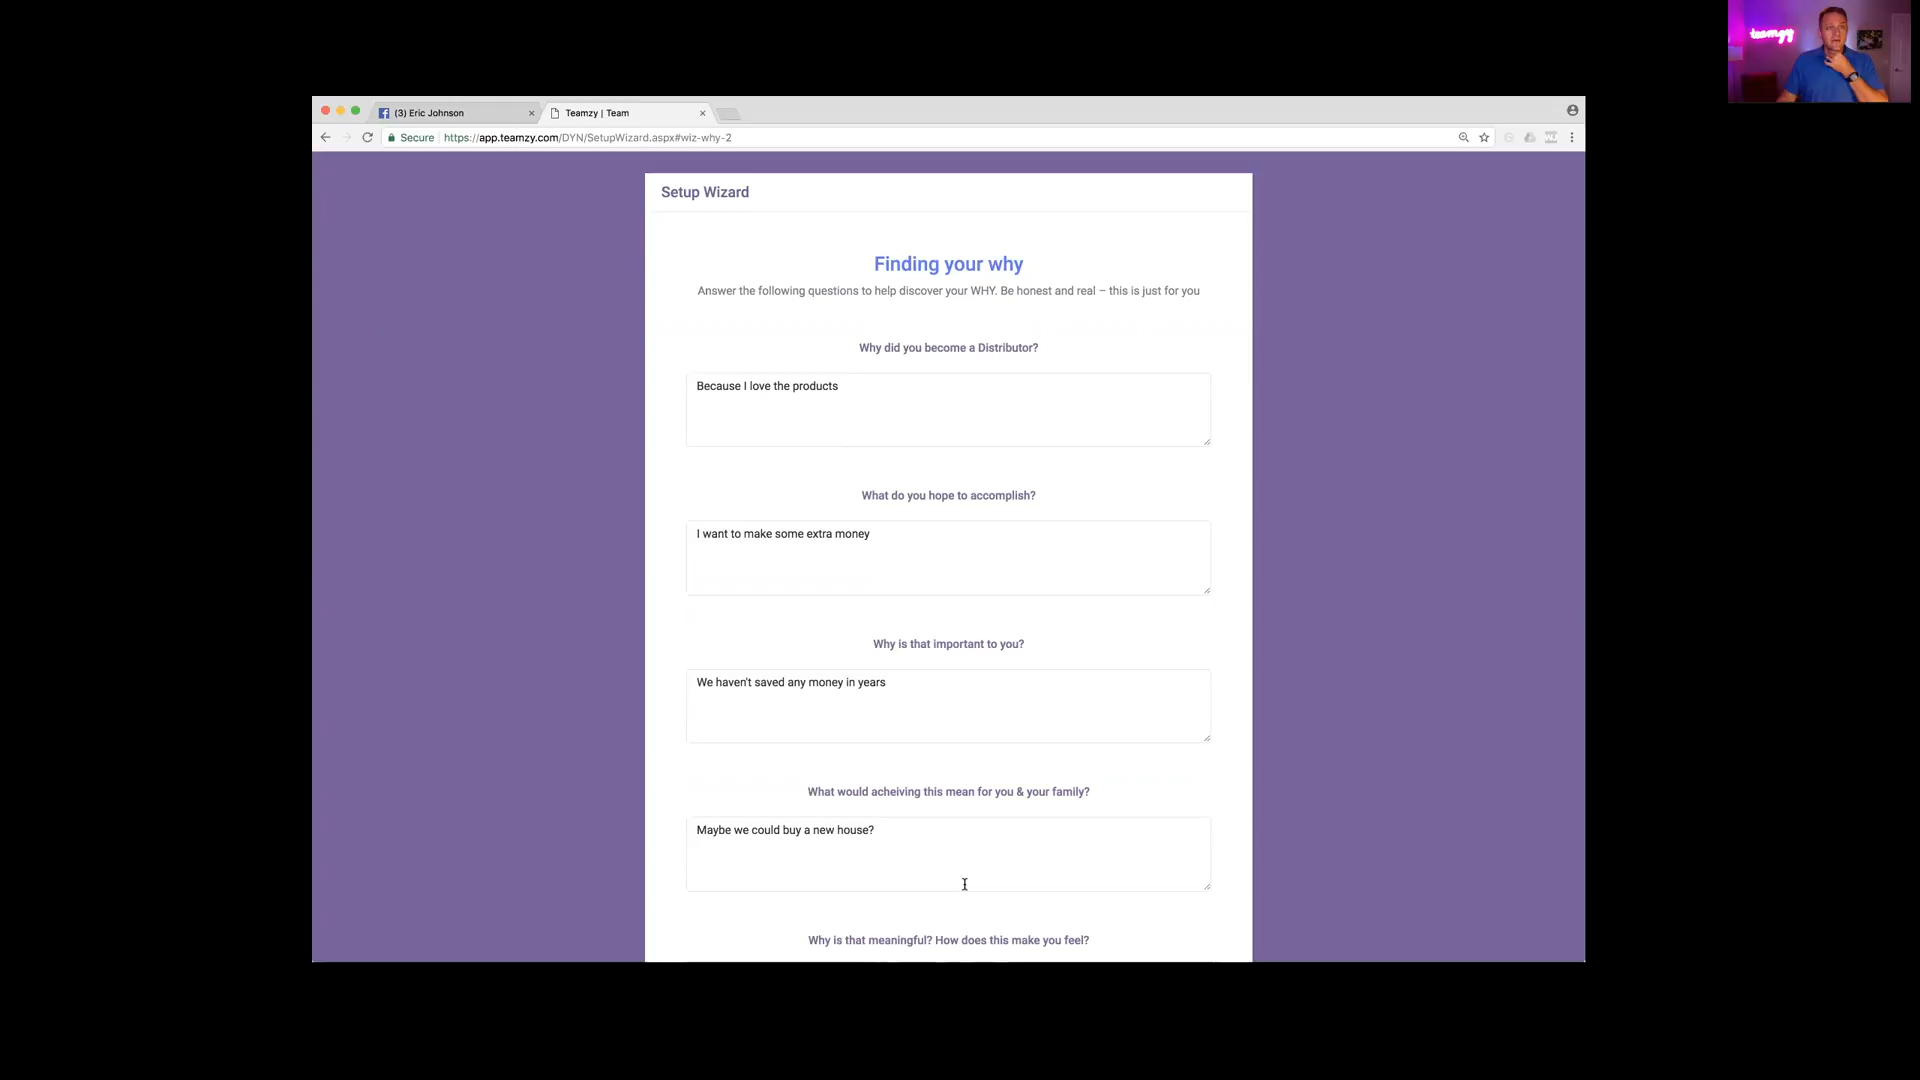 teamzy
(3) Eric Johnson
Teamzy | Team
Secure https://app.teamzy.com/DYN/SetupWizard.aspx#wiz-why-2
Setup Wizard
Finding your why
Answer the following questions to help discover your WHY. Be honest and real – this is just for you
Why did you become a Distributor?
Because I love the products
What do you hope to accomplish?
I want to make some extra money
Why is that important to you?
We haven't saved any money in years
What would acheiving this mean for you & your family?
Maybe we could buy a new house?
Why is that meaningful? How does this make you feel?